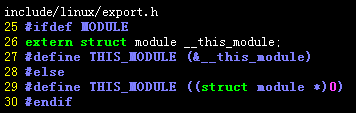 include/linux/export.h
25 #ifdef MODULE
26 extern struct module __this_module;
27 #define THIS_MODULE (&__this_module)
28 #else
29 #define THIS_MODULE ((struct module *)0)
30 #endif